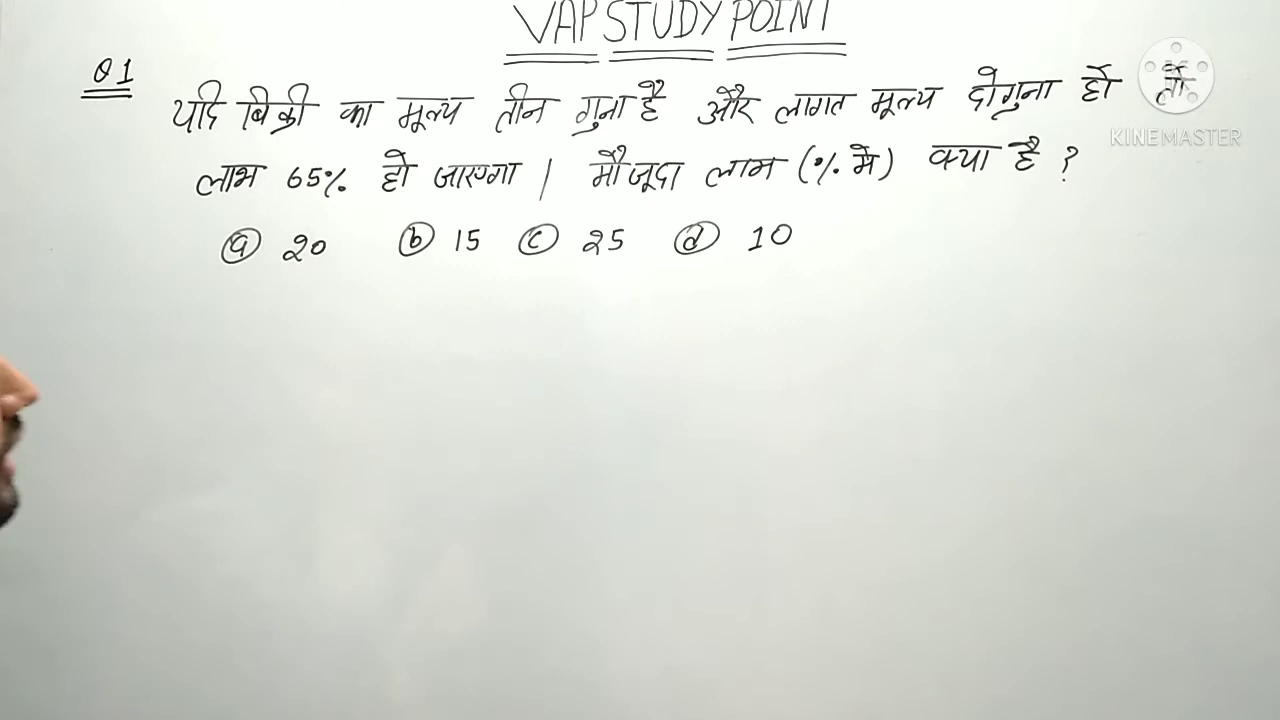 VAP STUDY POINT
Q1
यदि बिक्री का मूल्य तीन गुना है और लागत मूल्य दोगुना हो तो
लाभ 65% हो जाएगा | मौजूदा लाभ (% में) क्या है ?
(a) 20 (b) 15 (c) 25 (d) 10
KINEMASTER